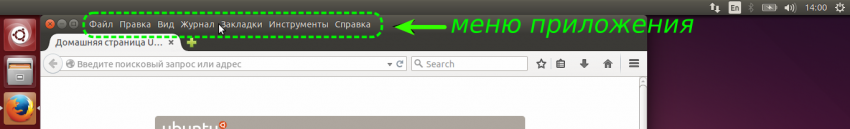 Файл Правка Вид Журнал Закладки Инструменты Справка
меню приложения
En
14:00
Домашняя страница U...
Введите поисковый запрос или адрес
Search
ubuntu